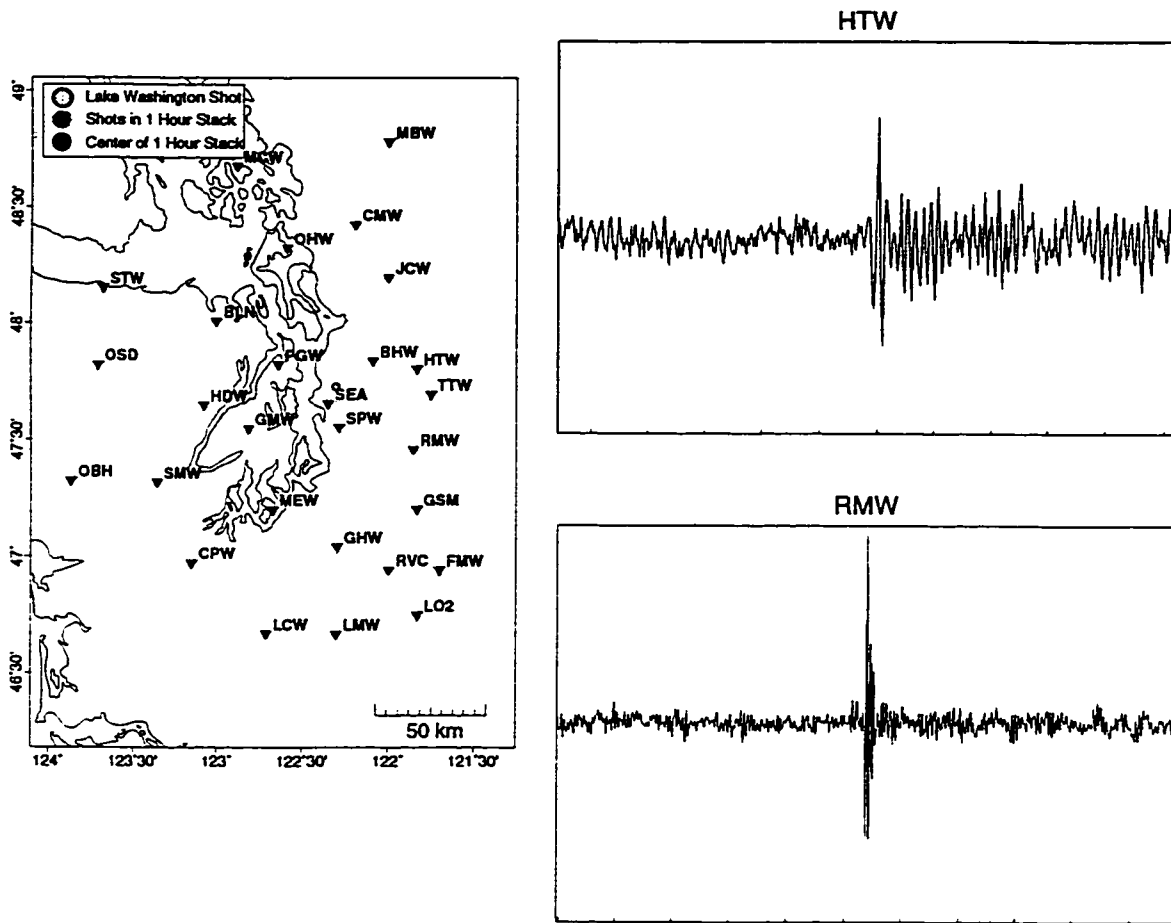 HTW
Lake Washington Shot
Shots in 1 Hour Stack
Center of 1 Hour Stack
MBW
MCW
CMW
OHW
JCW
STW
BLN
OSD
PGW
BHW
HTW
TTW
HDW
SEA
GMW
SPW
RMW
OBH
SMW
MEW
GSM
GHW
CPW
RVC
FMW
LO2
LCW
LMW
50 km
49°
48°30'
48°
47°30'
47°
46°30'
124° 123°30' 123° 122°30' 122° 121°30'
RMW